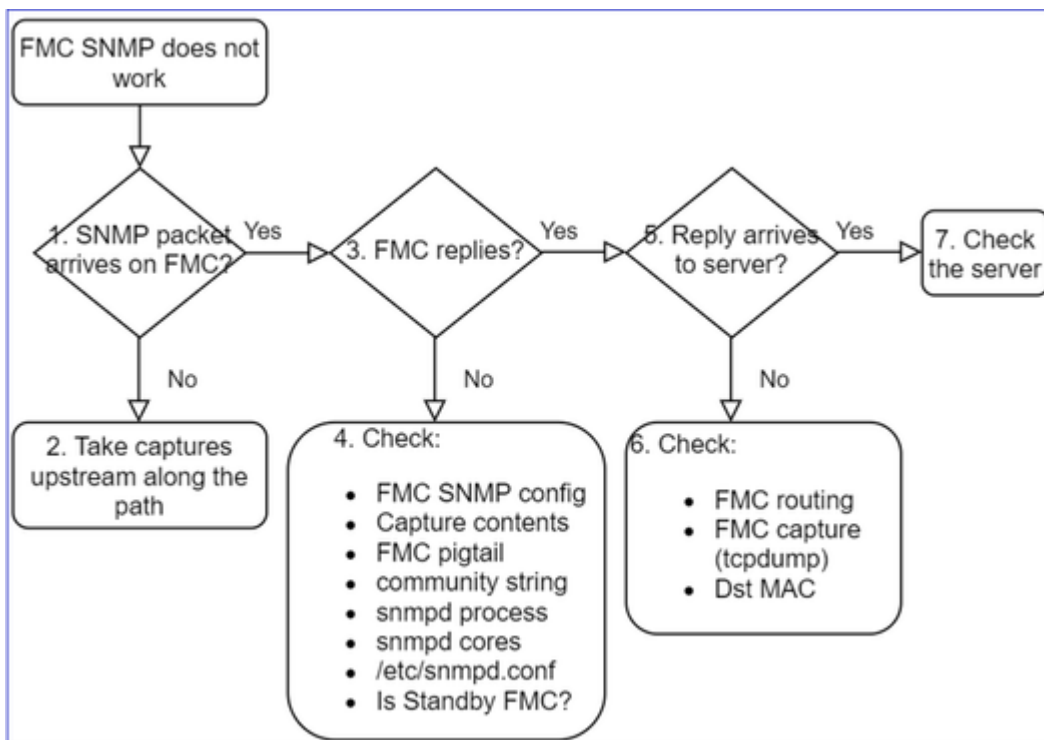 FMC SNMP does not
work
1. SNMP packet
arrives on FMC?
Yes
3. FMC replies?
Yes
5. Reply arrives
to server?
Yes
7. Check
the server
No
No
No
2. Take captures
upstream along the
path
4. Check:
• FMC SNMP config
• Capture contents
• FMC pigtail
• community string
• snmpd process
• snmpd cores
• /etc/snmpd.conf
• Is Standby FMC?
6. Check:
• FMC routing
• FMC capture
(tcpdump)
• Dst MAC